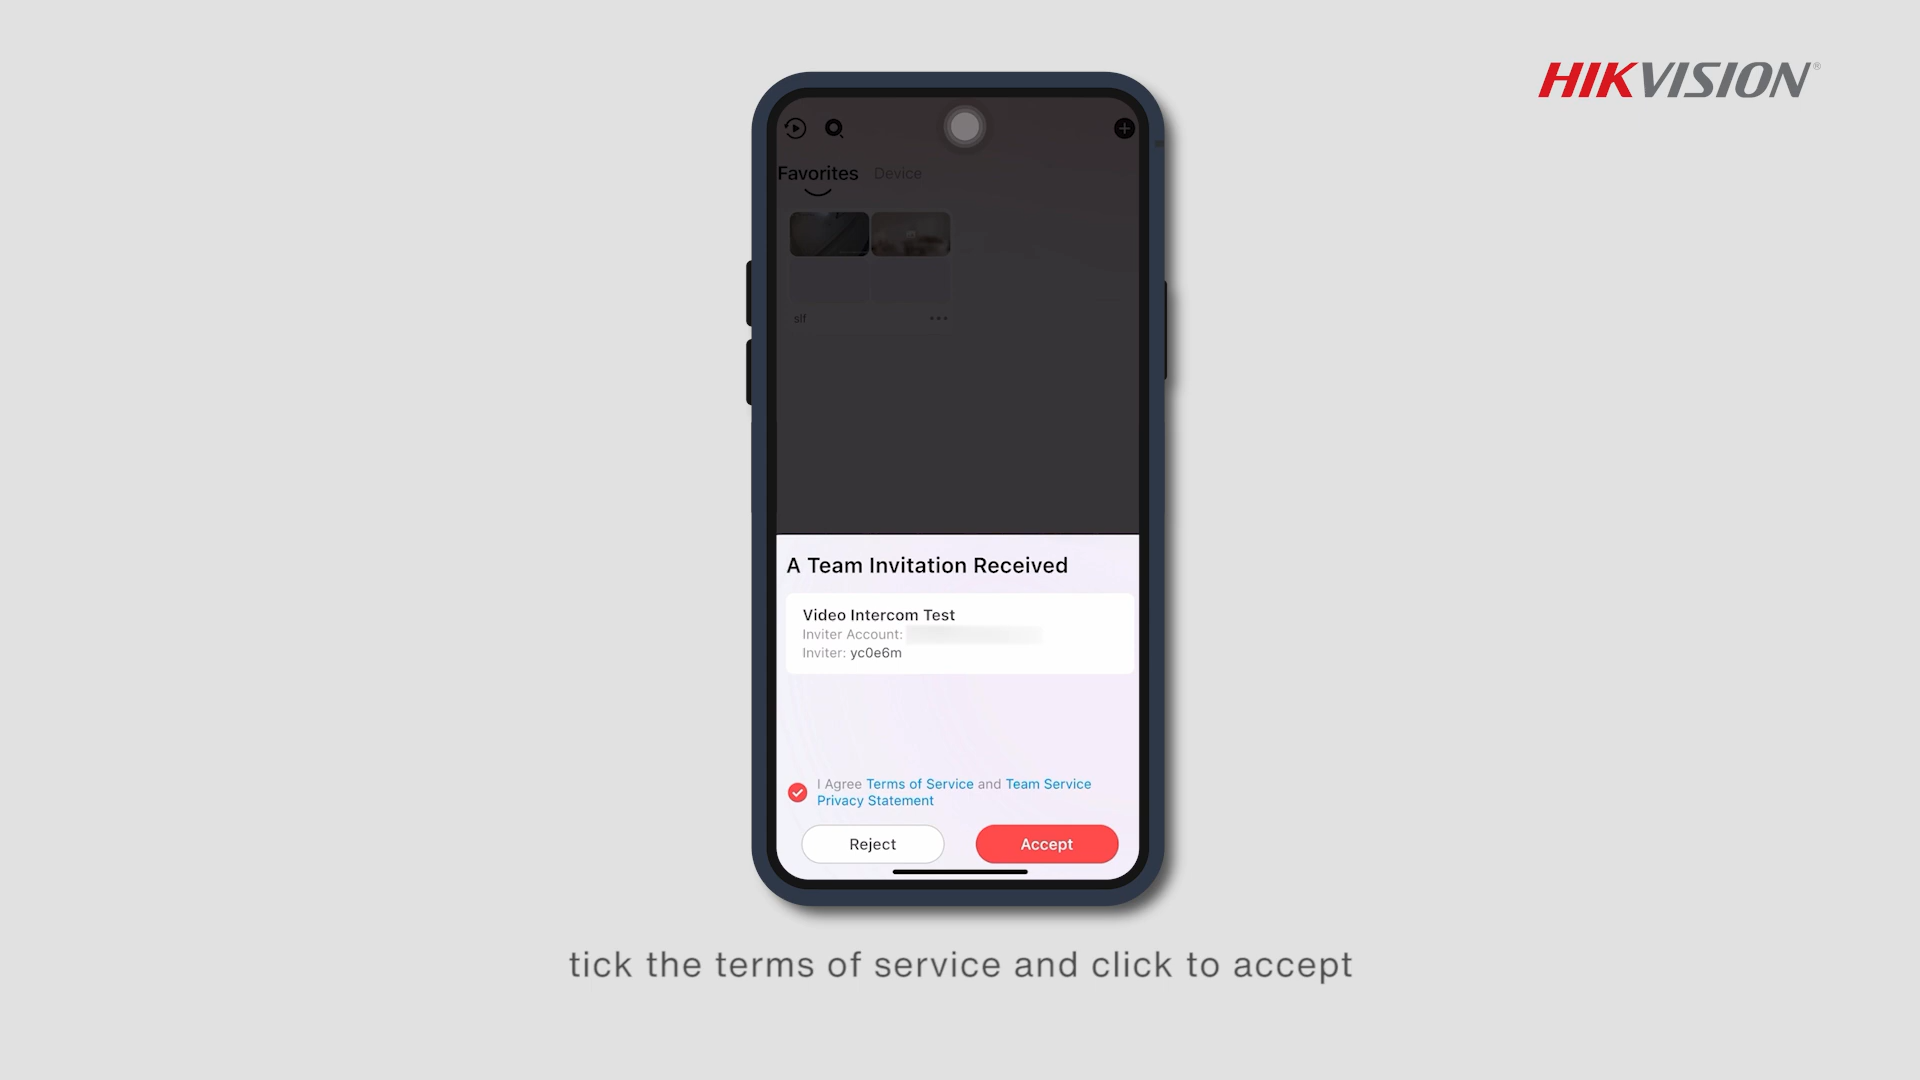 HIKVISION®
Favorites Device
slf
A Team Invitation Received
Video Intercom Test
Inviter Account:
Inviter: yc0e6m
I Agree Terms of Service and Team Service
Privacy Statement
Reject Accept
tick the terms of service and click to accept